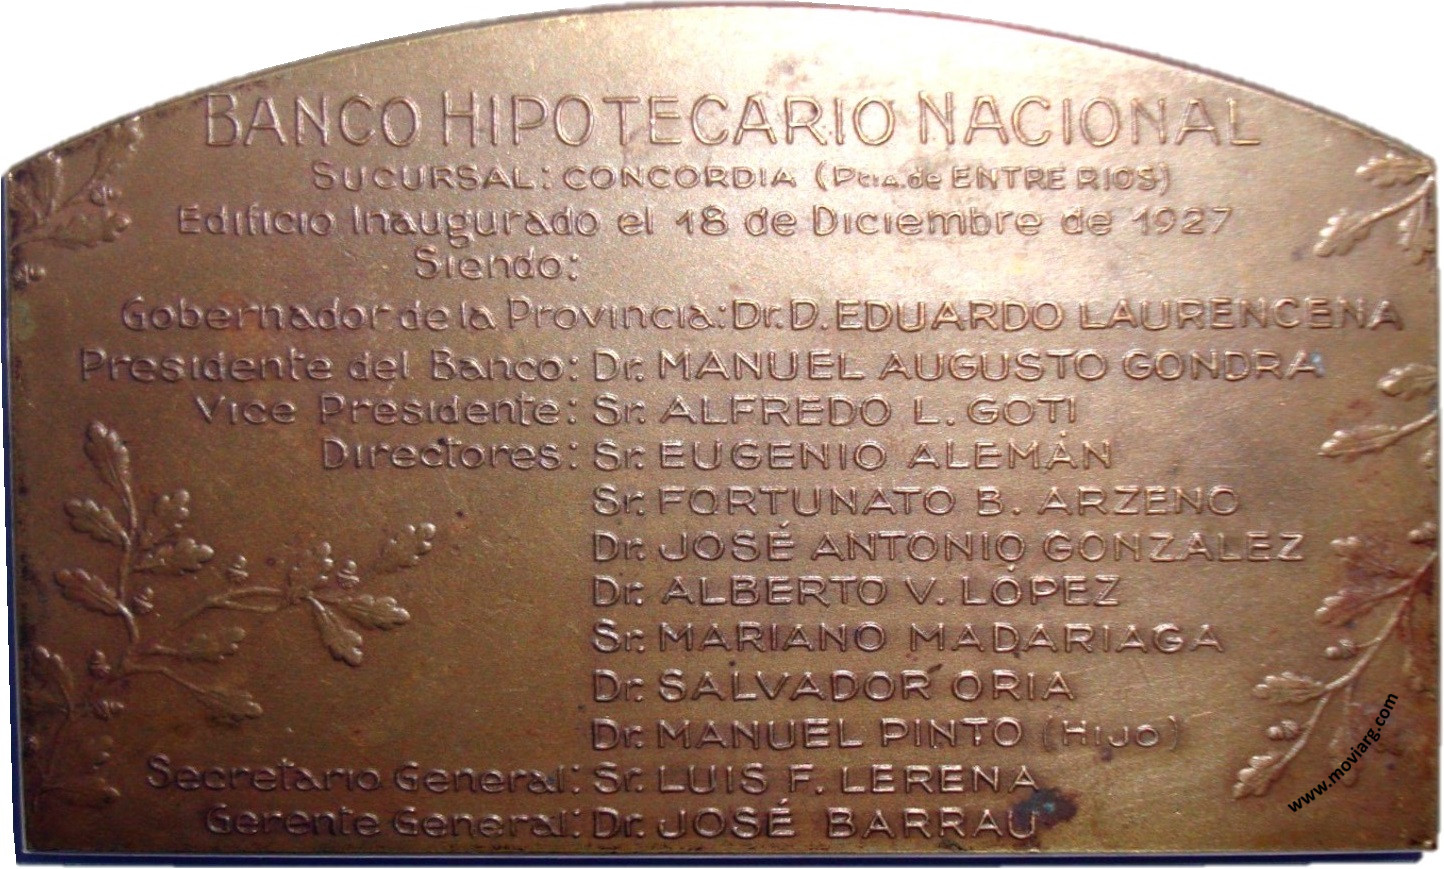 BANCO HIPOTECARIO NACIONAL
SUCURSAL: CONCORDIA (Pcia. de ENTRE RIOS)
Edificio Inaugurado el 18 de Diciembre de 1927
Siendo:
Gobernador de la Provincia: Dr. D. EDUARDO LAURENCENA
Presidente del Banco: Dr. MANUEL AUGUSTO GONDRA
Vice Presidente: Sr. ALFREDO L. GOTI
Directores: Sr. EUGENIO ALEMÁN
Sr. FORTUNATO B. ARZENO
Dr. JOSÉ ANTONIO GONZALEZ
Dr. ALBERTO V. LÓPEZ
Sr. MARIANO MADARIAGA
Dr. SALVADOR ORIA
Dr. MANUEL PINTO (HIJO)
Secretario General: Sr. LUIS F. LERENA
Gerente General: Dr. JOSÉ BARRAU
www.moviarg.com